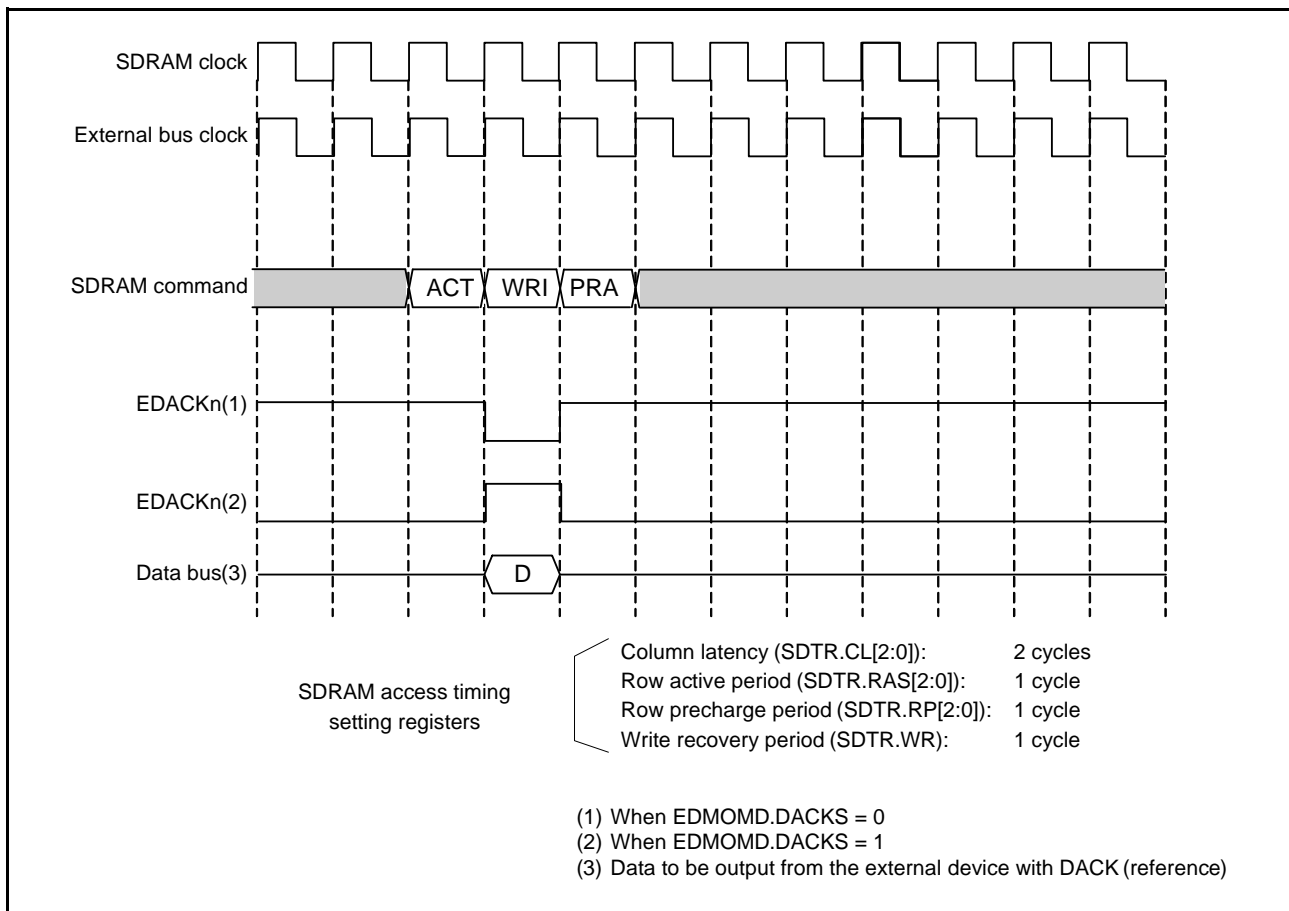 SDRAM clock
External bus clock
SDRAM command
ACT WRI PRA
EDACKn(1)
EDACKn(2)
Data bus(3)
D
SDRAM access timing
setting registers
Column latency (SDTR.CL[2:0]): 2 cycles
Row active period (SDTR.RAS[2:0]): 1 cycle
Row precharge period (SDTR.RP[2:0]): 1 cycle
Write recovery period (SDTR.WR): 1 cycle
(1) When EDMOMD.DACKS = 0
(2) When EDMOMD.DACKS = 1
(3) Data to be output from the external device with DACK (reference)